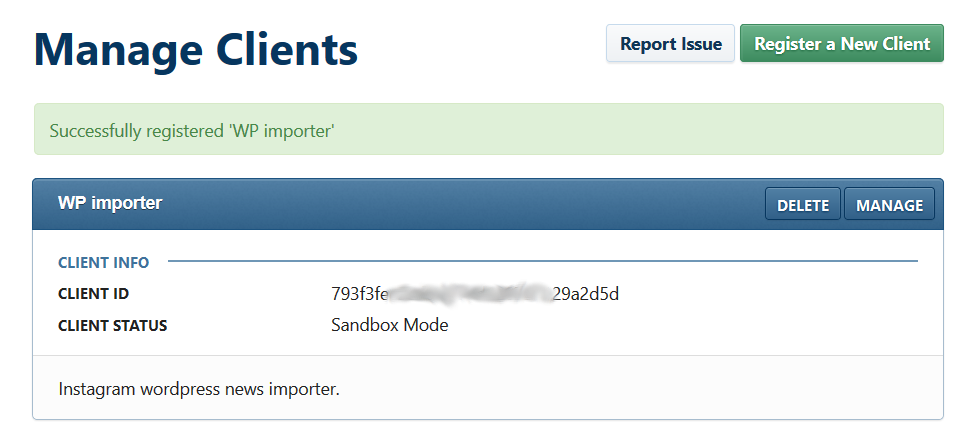 Manage Clients
Report Issue
Register a New Client
Successfully registered 'WP importer'
WP importer
DELETE
MANAGE
CLIENT INFO
CLIENT ID
793f3fe 29a2d5d
CLIENT STATUS
Sandbox Mode
Instagram wordpress news importer.